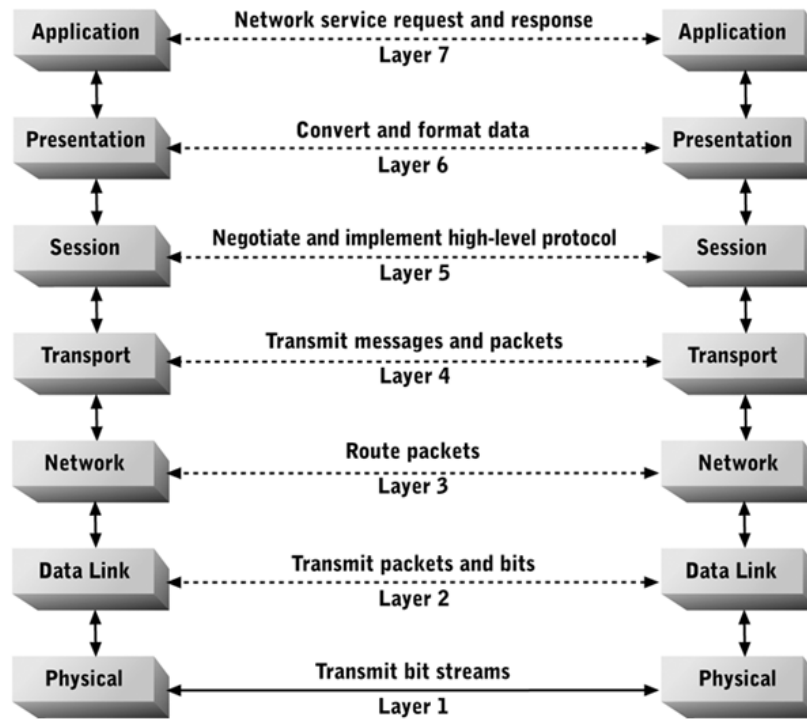 Application
Network service request and response
Layer 7
Application
Presentation
Convert and format data
Layer 6
Presentation
Session
Negotiate and implement high-level protocol
Layer 5
Session
Transport
Transmit messages and packets
Layer 4
Transport
Network
Route packets
Layer 3
Network
Data Link
Transmit packets and bits
Layer 2
Data Link
Physical
Transmit bit streams
Layer 1
Physical